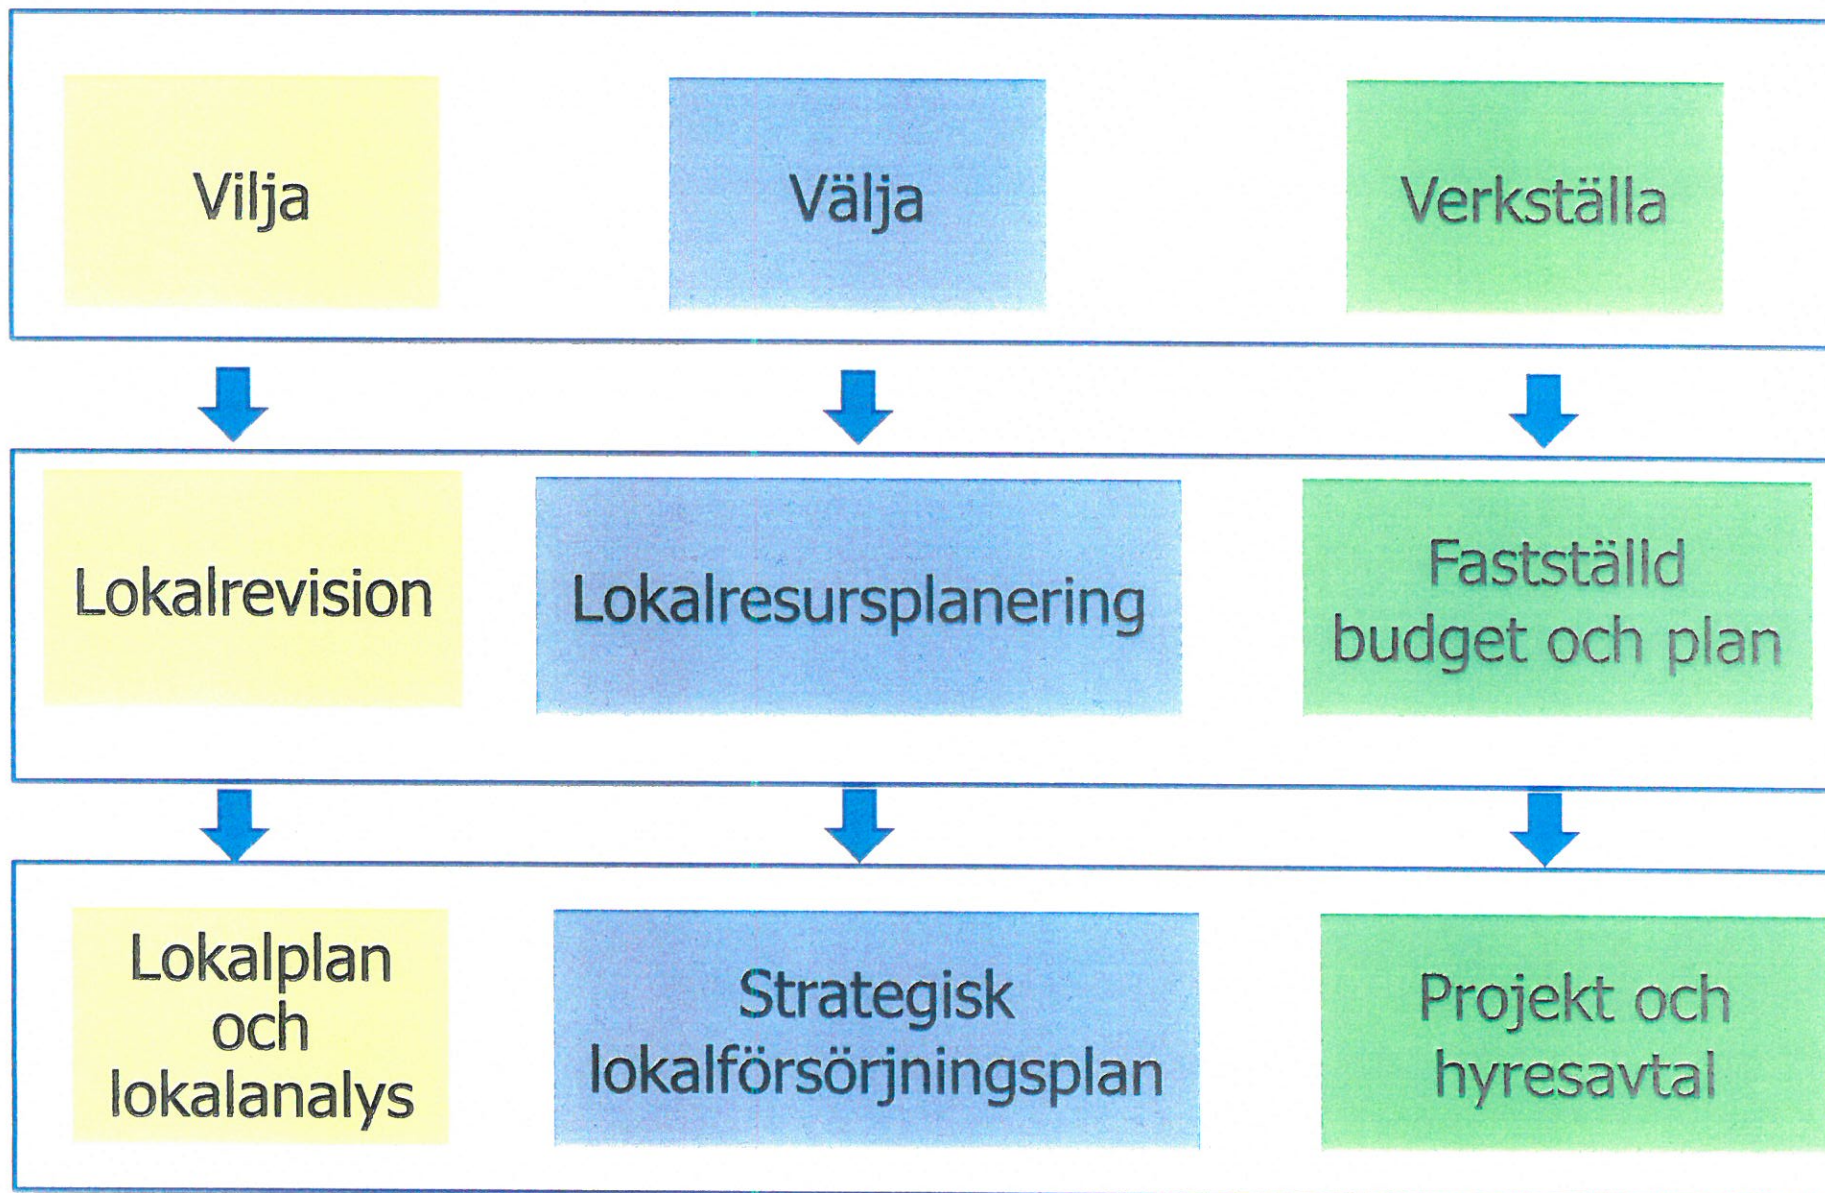 Vilja
Välja
Verkställa
Lokalrevision
Lokalresursplanering
Fastställd
budget och plan
Lokalplan
och
lokalanalys
Strategisk
lokalförsörjningsplan
Projekt och
hyresavtal